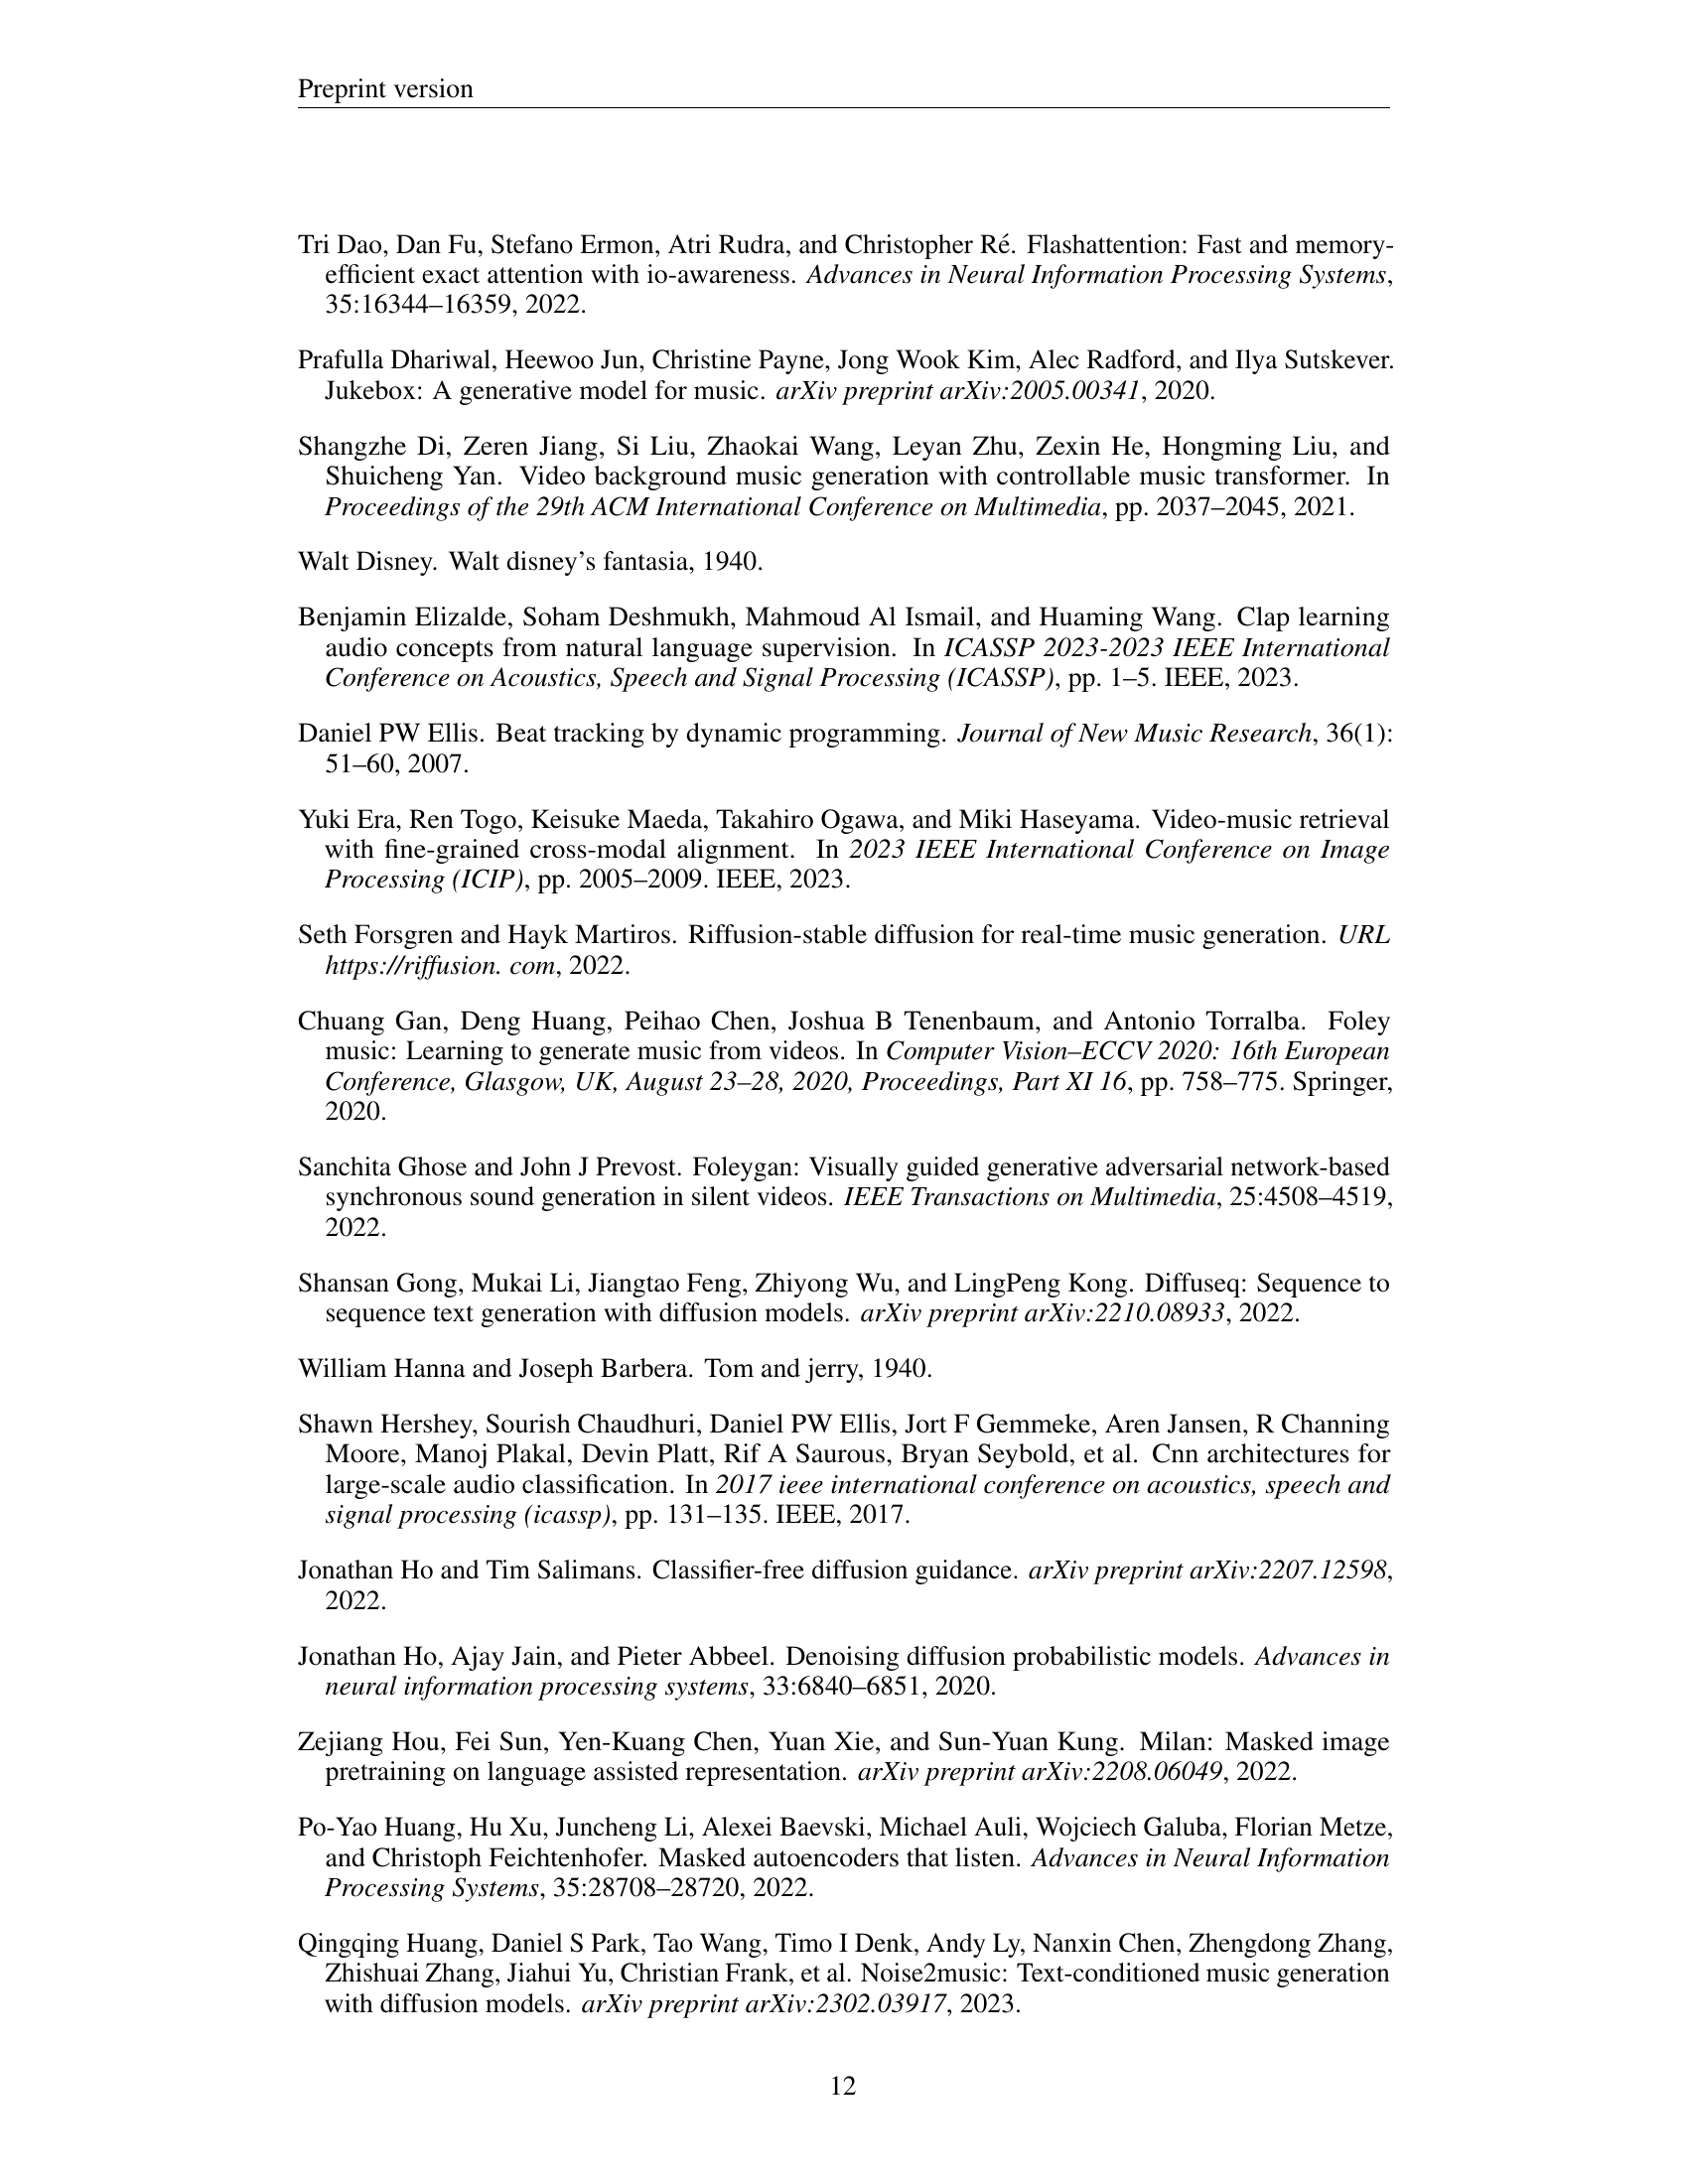 Preprint version
Tri Dao, Dan Fu, Stefano Ermon, Atri Rudra, and Christopher Ré. Flashattention: Fast and memory-
efficient exact attention with io-awareness. Advances in Neural Information Processing Systems,
35:16344–16359, 2022.
Prafulla Dhariwal, Heewoo Jun, Christine Payne, Jong Wook Kim, Alec Radford, and Ilya Sutskever.
Jukebox: A generative model for music. arXiv preprint arXiv:2005.00341, 2020.
Shangzhe Di, Zeren Jiang, Si Liu, Zhaokai Wang, Leyan Zhu, Zexin He, Hongming Liu, and
Shuicheng Yan. Video background music generation with controllable music transformer. In
Proceedings of the 29th ACM International Conference on Multimedia, pp. 2037–2045, 2021.
Walt Disney. Walt disney’s fantasia, 1940.
Benjamin Elizalde, Soham Deshmukh, Mahmoud Al Ismail, and Huaming Wang. Clap learning
audio concepts from natural language supervision. In ICASSP 2023-2023 IEEE International
Conference on Acoustics, Speech and Signal Processing (ICASSP), pp. 1–5. IEEE, 2023.
Daniel PW Ellis. Beat tracking by dynamic programming. Journal of New Music Research, 36(1):
51–60, 2007.
Yuki Era, Ren Togo, Keisuke Maeda, Takahiro Ogawa, and Miki Haseyama. Video-music retrieval
with fine-grained cross-modal alignment. In 2023 IEEE International Conference on Image
Processing (ICIP), pp. 2005–2009. IEEE, 2023.
Seth Forsgren and Hayk Martiros. Riffusion-stable diffusion for real-time music generation. URL
https://riffusion. com, 2022.
Chuang Gan, Deng Huang, Peihao Chen, Joshua B Tenenbaum, and Antonio Torralba. Foley
music: Learning to generate music from videos. In Computer Vision–ECCV 2020: 16th European
Conference, Glasgow, UK, August 23–28, 2020, Proceedings, Part XI 16, pp. 758–775. Springer,
2020.
Sanchita Ghose and John J Prevost. Foleygan: Visually guided generative adversarial network-based
synchronous sound generation in silent videos. IEEE Transactions on Multimedia, 25:4508–4519,
2022.
Shansan Gong, Mukai Li, Jiangtao Feng, Zhiyong Wu, and LingPeng Kong. Diffuseq: Sequence to
sequence text generation with diffusion models. arXiv preprint arXiv:2210.08933, 2022.
William Hanna and Joseph Barbera. Tom and jerry, 1940.
Shawn Hershey, Sourish Chaudhuri, Daniel PW Ellis, Jort F Gemmeke, Aren Jansen, R Channing
Moore, Manoj Plakal, Devin Platt, Rif A Saurous, Bryan Seybold, et al. Cnn architectures for
large-scale audio classification. In 2017 ieee international conference on acoustics, speech and
signal processing (icassp), pp. 131–135. IEEE, 2017.
Jonathan Ho and Tim Salimans. Classifier-free diffusion guidance. arXiv preprint arXiv:2207.12598,
2022.
Jonathan Ho, Ajay Jain, and Pieter Abbeel. Denoising diffusion probabilistic models. Advances in
neural information processing systems, 33:6840–6851, 2020.
Zejiang Hou, Fei Sun, Yen-Kuang Chen, Yuan Xie, and Sun-Yuan Kung. Milan: Masked image
pretraining on language assisted representation. arXiv preprint arXiv:2208.06049, 2022.
Po-Yao Huang, Hu Xu, Juncheng Li, Alexei Baevski, Michael Auli, Wojciech Galuba, Florian Metze,
and Christoph Feichtenhofer. Masked autoencoders that listen. Advances in Neural Information
Processing Systems, 35:28708–28720, 2022.
Qingqing Huang, Daniel S Park, Tao Wang, Timo I Denk, Andy Ly, Nanxin Chen, Zhengdong Zhang,
Zhishuai Zhang, Jiahui Yu, Christian Frank, et al. Noise2music: Text-conditioned music generation
with diffusion models. arXiv preprint arXiv:2302.03917, 2023.
12